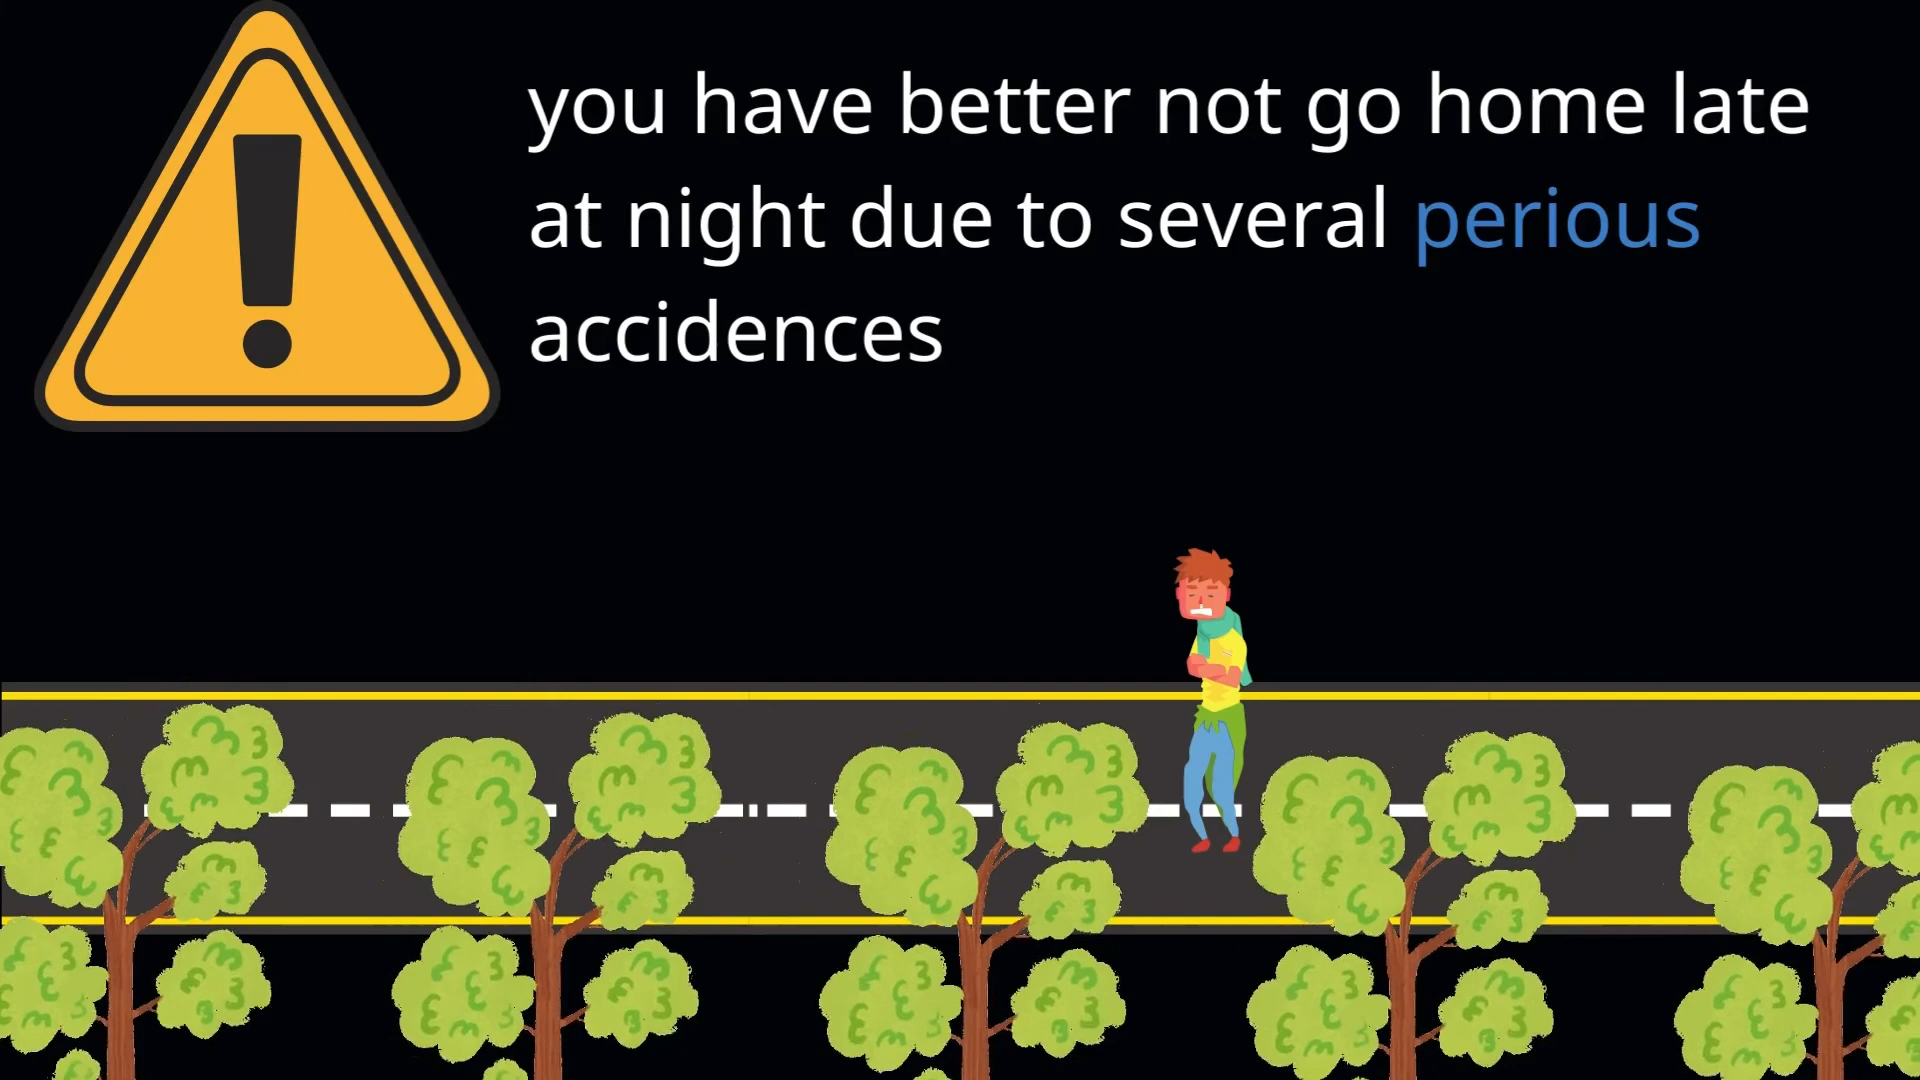 you have better not go home late
at night due to several perious
accidences